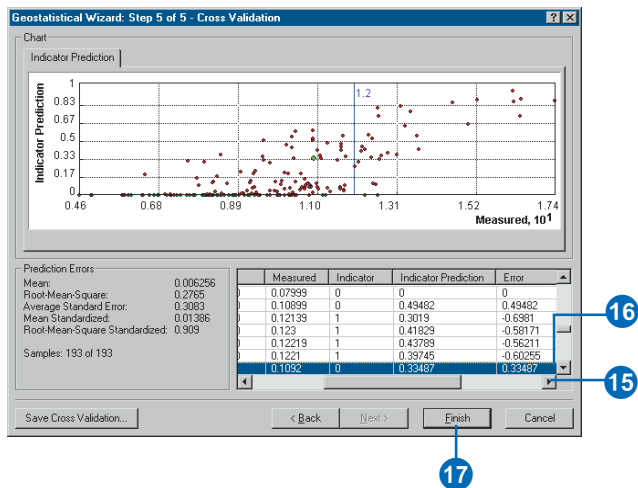 Geostatistical Wizard: Step 5 of 5 - Cross Validation
Chart
Indicator Prediction
Indicator Prediction
1
0.83
0.67
0.5
0.33
0.17
0
1.2
0.46 0.68 0.89 1.10 1.31 1.52 1.74
Measured, 10¹
Prediction Errors
Mean: 0.006256
Root-Mean-Square: 0.2765
Average Standard Error: 0.3083
Mean Standardized: 0.01386
Root-Mean-Square Standardized: 0.909
Samples: 193 of 193
Measured Indicator Indicator Prediction Error
0.07999 0 0 0
0.10899 0 0.49482 0.49482
0.12139 1 0.3019 -0.6981
0.123 1 0.41829 -0.58171
0.12219 1 0.43789 -0.56211
0.1221 1 0.39745 -0.60255
0.1092 0 0.33487 0.33487
16
15
Save Cross Validation... < Back Next > Finish Cancel
17